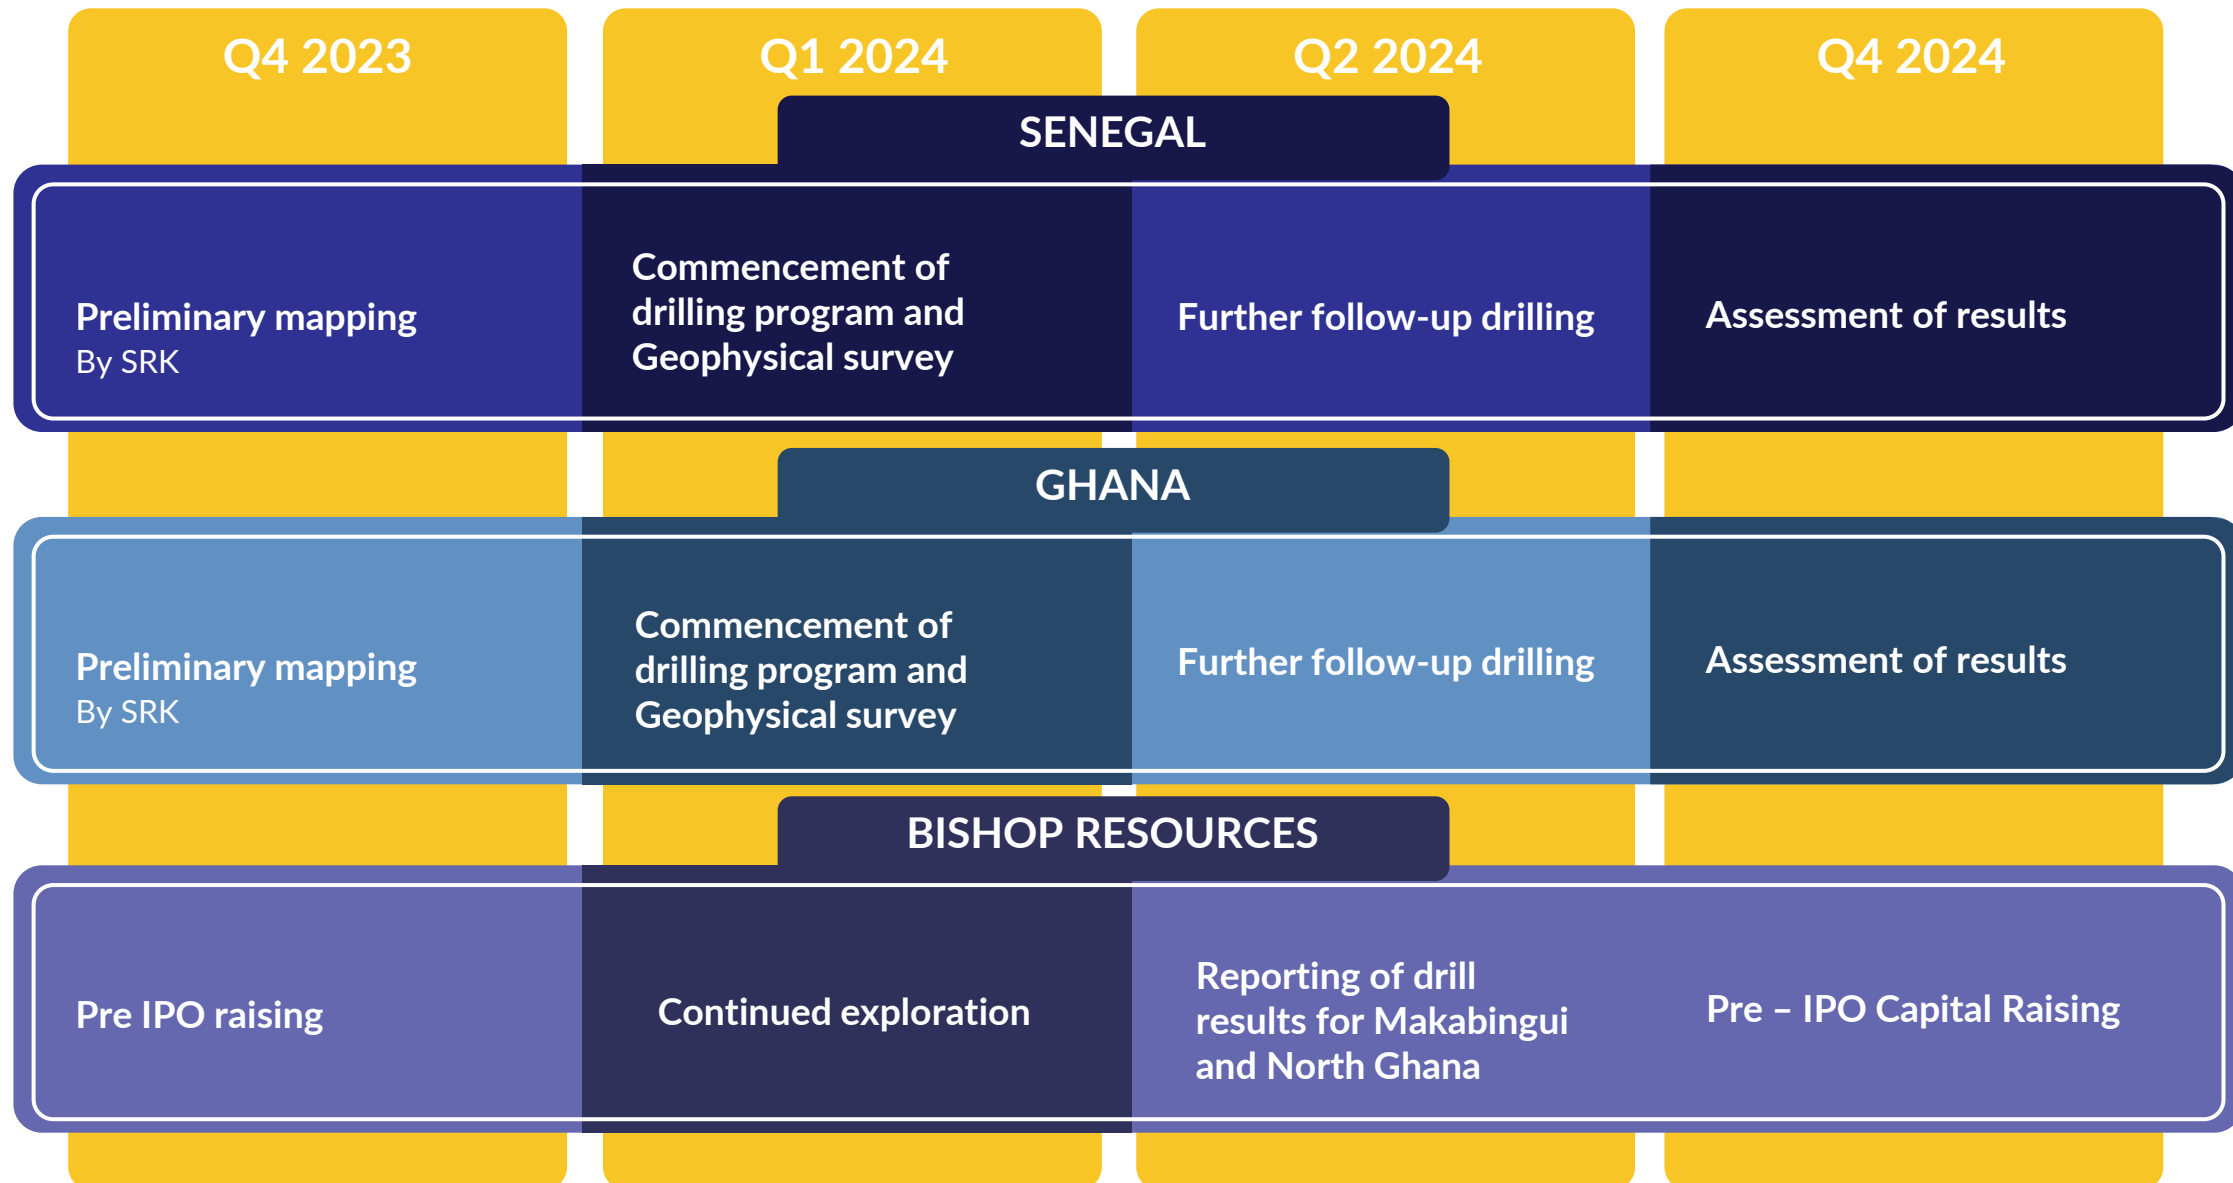 Q4 2023
Q1 2024
Q2 2024
Q4 2024
SENEGAL
Preliminary mapping
By SRK
Commencement of
drilling program and
Geophysical survey
Further follow-up drilling
Assessment of results
GHANA
Preliminary mapping
By SRK
Commencement of
drilling program and
Geophysical survey
Further follow-up drilling
Assessment of results
BISHOP RESOURCES
Pre IPO raising
Continued exploration
Reporting of drill
results for Makabingui
and North Ghana
Pre – IPO Capital Raising